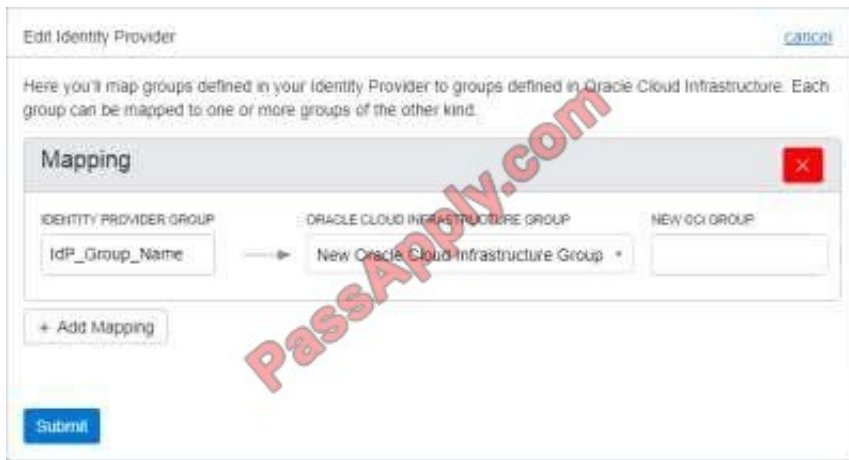 Edit Identity Provider
cancel
Here you'll map groups defined in your Identity Provider to groups defined in Oracle Cloud Infrastructure. Each
group can be mapped to one or more groups of the other kind.
Mapping
IDENTITY PROVIDER GROUP
ORACLE CLOUD INFRASTRUCTURE GROUP
NEW OCI GROUP
IdP_Group_Name
New Oracle Cloud Infrastructure Group
+ Add Mapping
Submit
PassApply.com